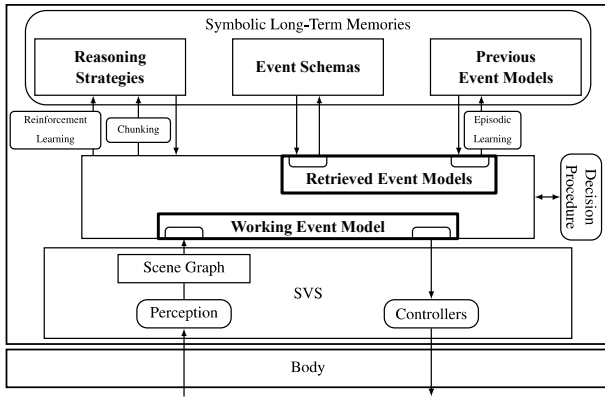 Symbolic Long-Term Memories
Reasoning
Strategies
Event Schemas
Previous
Event Models
Reinforcement
Learning
Chunking
Episodic
Learning
Retrieved Event Models
Decision
Procedure
Working Event Model
Scene Graph
SVS
Perception
Controllers
Body